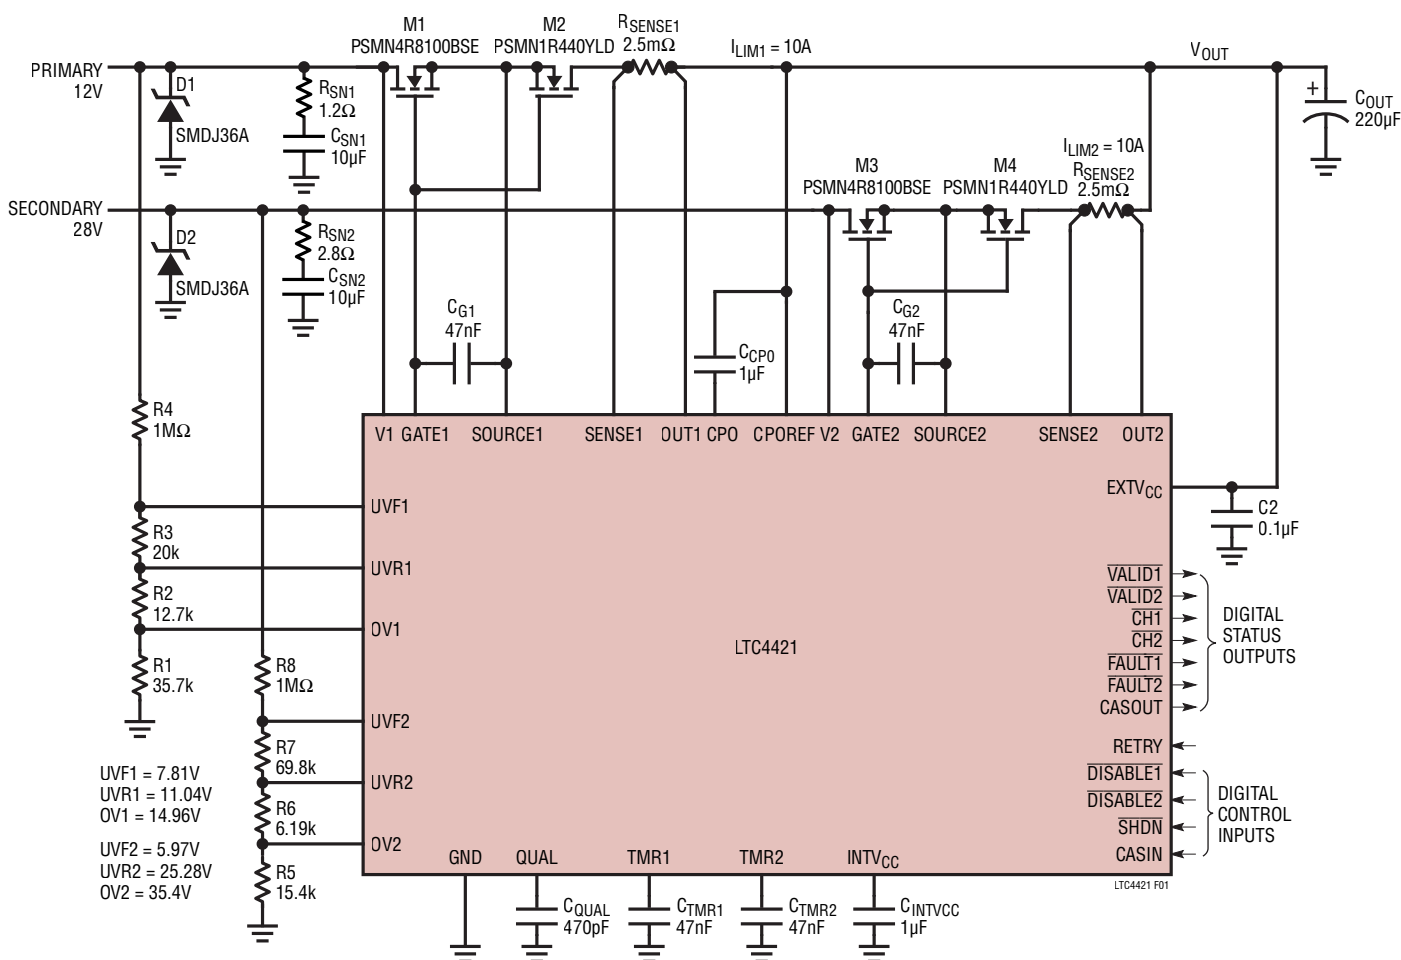 M1
PSMN4R8100BSE
M2
PSMN1R440YLD
RSENSE1
2.5mΩ
ILIM1 = 10A
VOUT
PRIMARY
12V
D1
SMDJ36A
RSN1
1.2Ω
CSN1
10µF
+
COUT
220µF
M3
PSMN4R8100BSE
M4
PSMN1R440YLD
ILIM2 = 10A
RSENSE2
2.5mΩ
SECONDARY
28V
D2
SMDJ36A
RSN2
2.8Ω
CSN2
10µF
CG1
47nF
CCPO
1µF
CG2
47nF
R4
1MΩ
V1 GATE1 SOURCE1 SENSE1 OUT1 CPO CPOREF V2 GATE2 SOURCE2 SENSE2 OUT2
EXTVCC
C2
0.1µF
UVF1
R3
20k
UVR1
R2
12.7k
OV1
R1
35.7k
LTC4421
VALID1
VALID2
CH1
CH2
FAULT1
FAULT2
CASOUT
DIGITAL
STATUS
OUTPUTS
R8
1MΩ
UVF2
R7
69.8k
UVR2
R6
6.19k
OV2
R5
15.4k
RETRY
DISABLE1
DISABLE2
SHDN
CASIN
DIGITAL
CONTROL
INPUTS
UVF1 = 7.81V
UVR1 = 11.04V
OV1 = 14.96V
UVF2 = 5.97V
UVR2 = 25.28V
OV2 = 35.4V
GND QUAL TMR1 TMR2 INTVCC
LTC4421 F01
CQUAL
470pF
CTMR1
47nF
CTMR2
47nF
CINTVCC
1µF